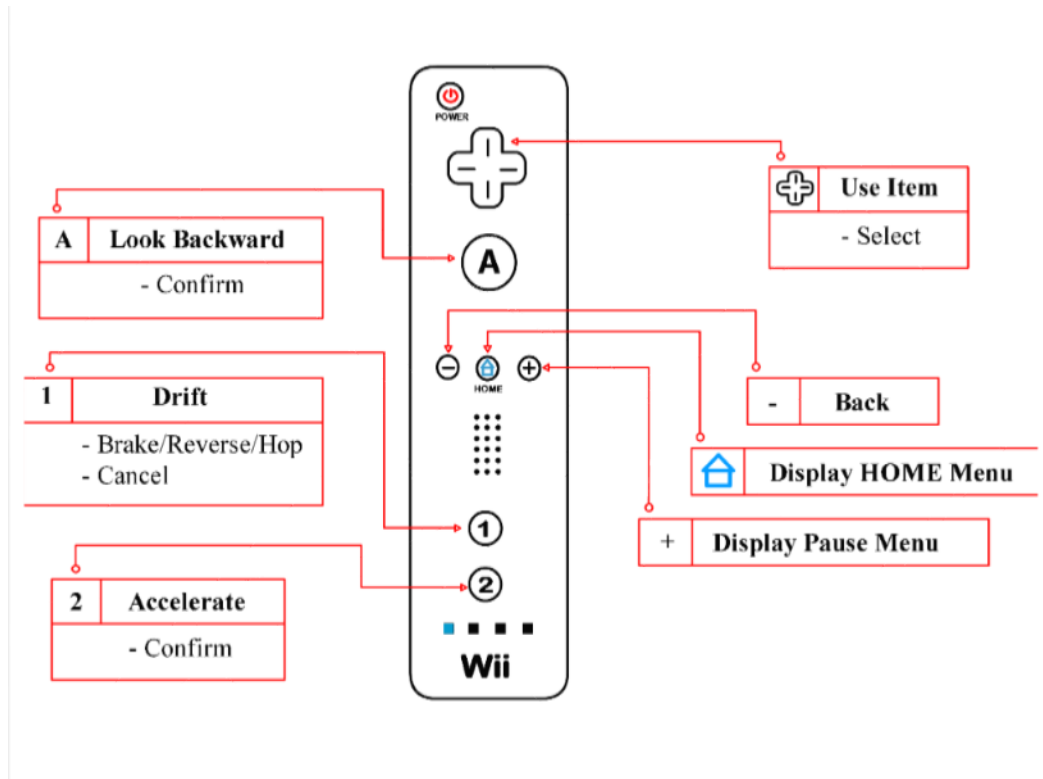 POWER
Use Item
- Select
A Look Backward
- Confirm
A
HOME
1 Drift
- Brake/Reverse/Hop
- Cancel
- Back
Display HOME Menu
+ Display Pause Menu
1
2
2 Accelerate
- Confirm
Wii